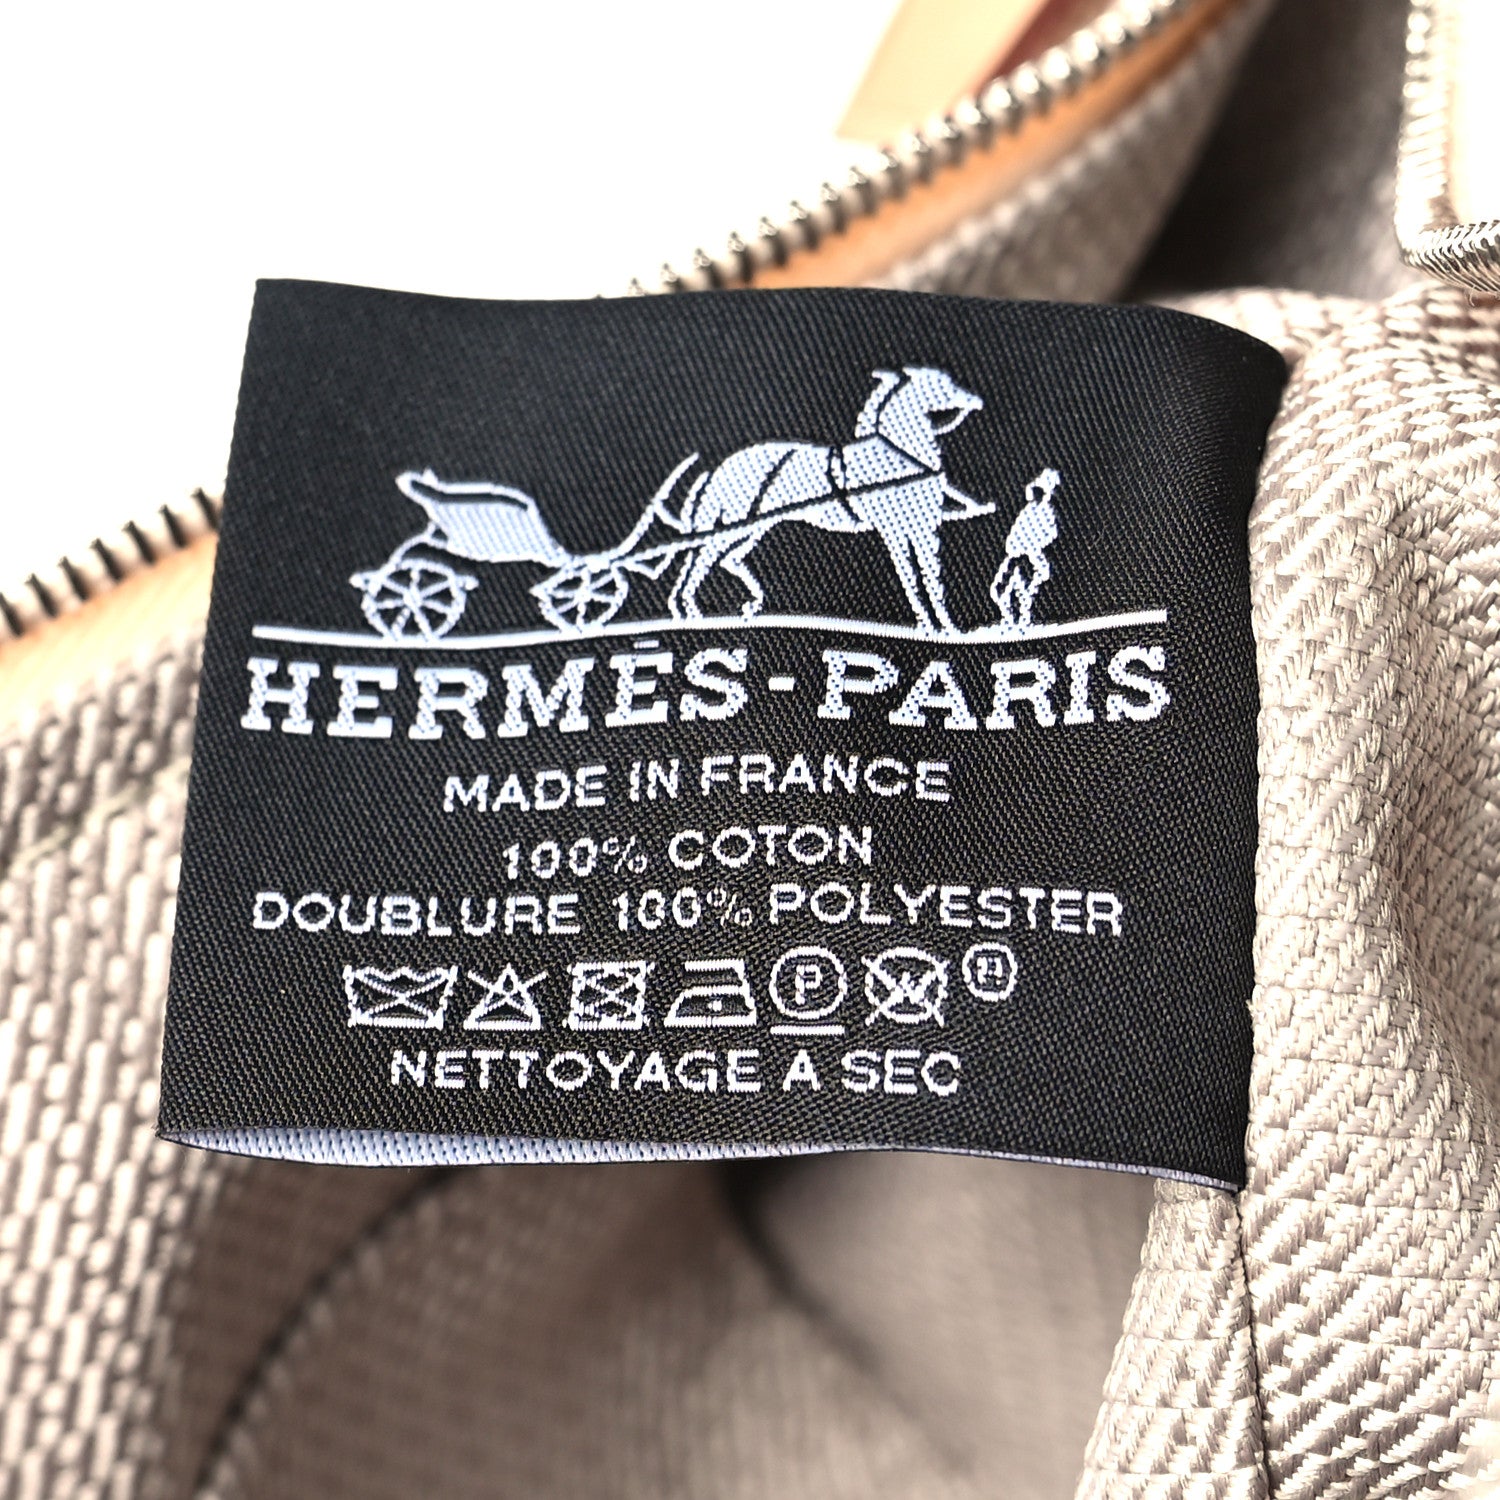 HERMÈS-PARIS
MADE IN FRANCE
100% COTON
DOUBLURE 100% POLYESTER
P W
NETTOYAGE A SEC